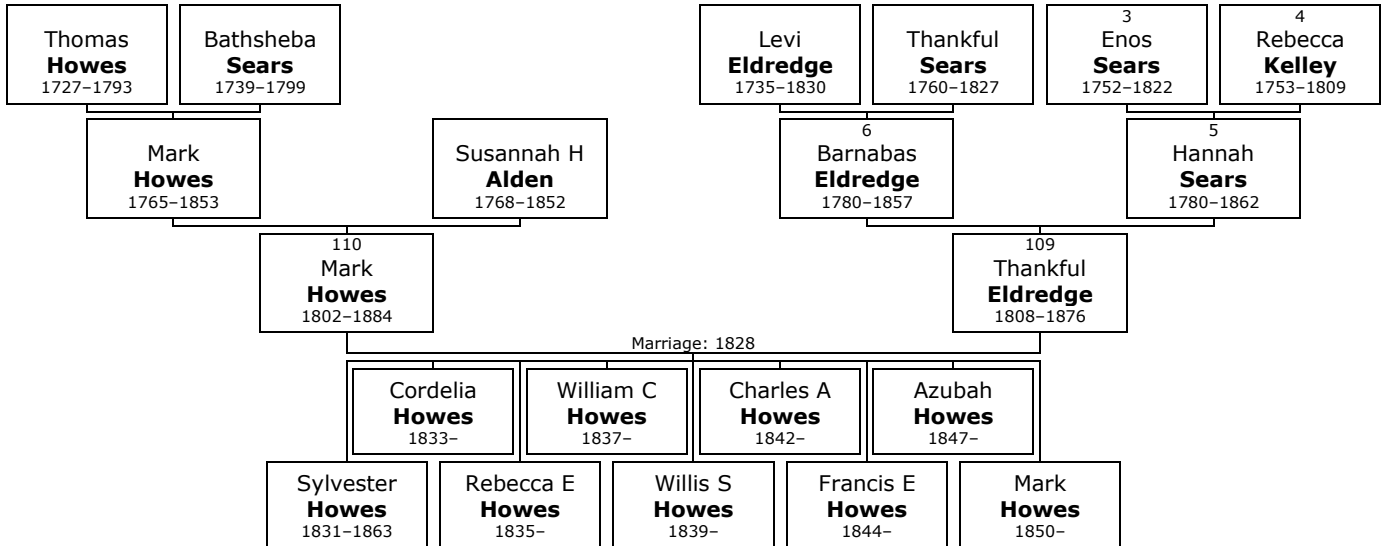 Thomas
Howes
1727–1793
Bathsheba
Sears
1739–1799
Levi
Eldredge
1735–1830
Thankful
Sears
1760–1827
3
Enos
Sears
1752–1822
4
Rebecca
Kelley
1753–1809
Mark
Howes
1765–1853
Susannah H
Alden
1768–1852
6
Barnabas
Eldredge
1780–1857
5
Hannah
Sears
1780–1862
110
Mark
Howes
1802–1884
109
Thankful
Eldredge
1808–1876
Marriage: 1828
Cordelia
Howes
1833–
William C
Howes
1837–
Charles A
Howes
1842–
Azubah
Howes
1847–
Sylvester
Howes
1831–1863
Rebecca E
Howes
1835–
Willis S
Howes
1839–
Francis E
Howes
1844–
Mark
Howes
1850–